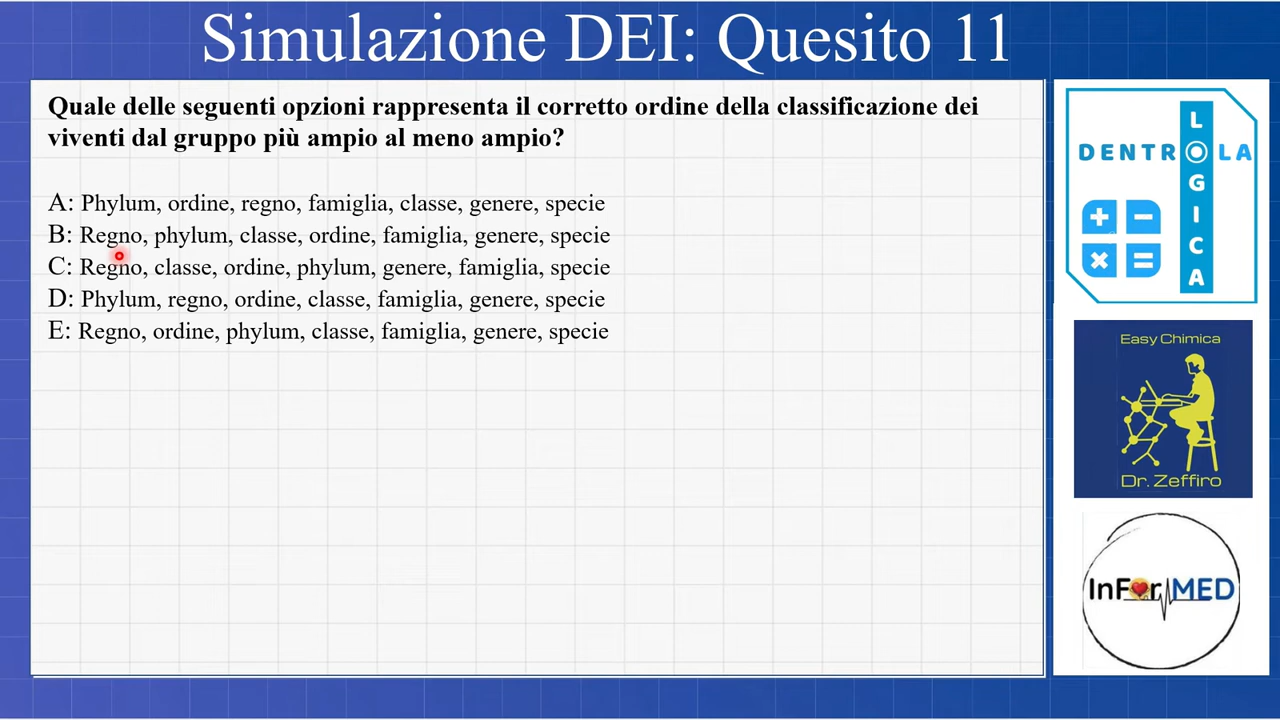 Simulazione DEI: Quesito 11
Quale delle seguenti opzioni rappresenta il corretto ordine della classificazione dei
viventi dal gruppo più ampio al meno ampio?
A: Phylum, ordine, regno, famiglia, classe, genere, specie
B: Regno, phylum, classe, ordine, famiglia, genere, specie
C: Regno, classe, ordine, phylum, genere, famiglia, specie
D: Phylum, regno, ordine, classe, famiglia, genere, specie
E: Regno, ordine, phylum, classe, famiglia, genere, specie
DENTRO LA
LOGICA
Easy Chimica
Dr. Zeffiro
InForMED